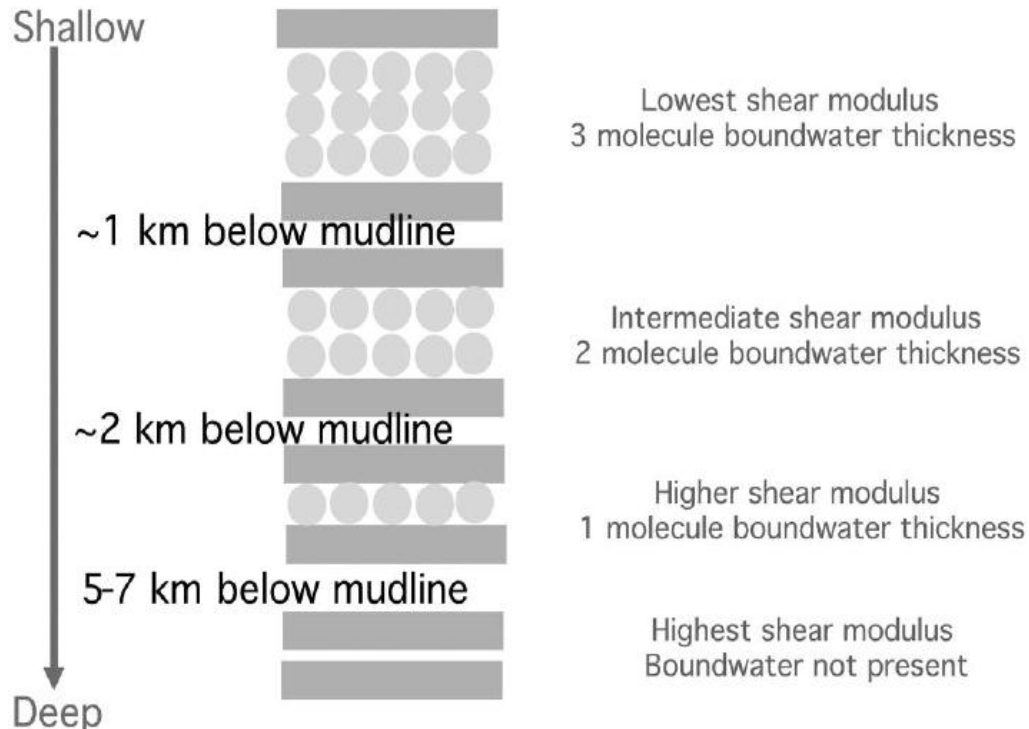 Shallow
Lowest shear modulus
3 molecule boundwater thickness
~1 km below mudline
Intermediate shear modulus
2 molecule boundwater thickness
~2 km below mudline
Higher shear modulus
1 molecule boundwater thickness
5-7 km below mudline
Highest shear modulus
Boundwater not present
Deep